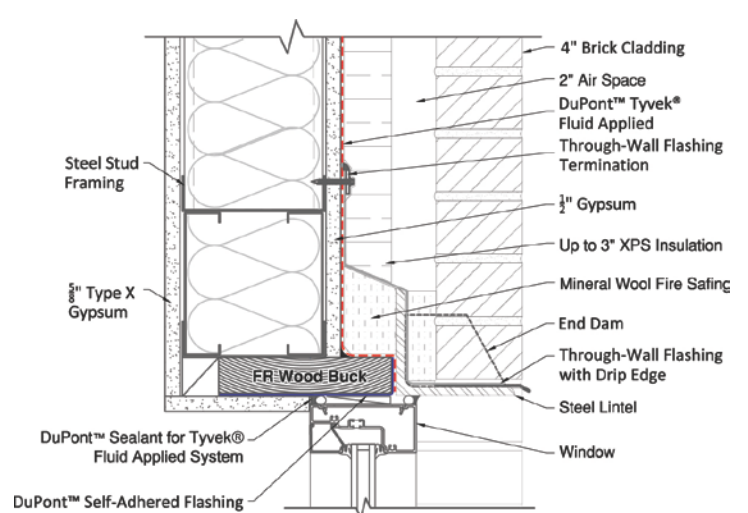 4" Brick Cladding
2" Air Space
DuPont™ Tyvek®
Fluid Applied
Through-Wall Flashing
Termination
½" Gypsum
Up to 3" XPS Insulation
Mineral Wool Fire Safing
End Dam
Through-Wall Flashing
with Drip Edge
Steel Lintel
Window
Steel Stud
Framing
⅝" Type X
Gypsum
FR Wood Buck
DuPont™ Sealant for Tyvek®
Fluid Applied System
DuPont™ Self-Adhered Flashing